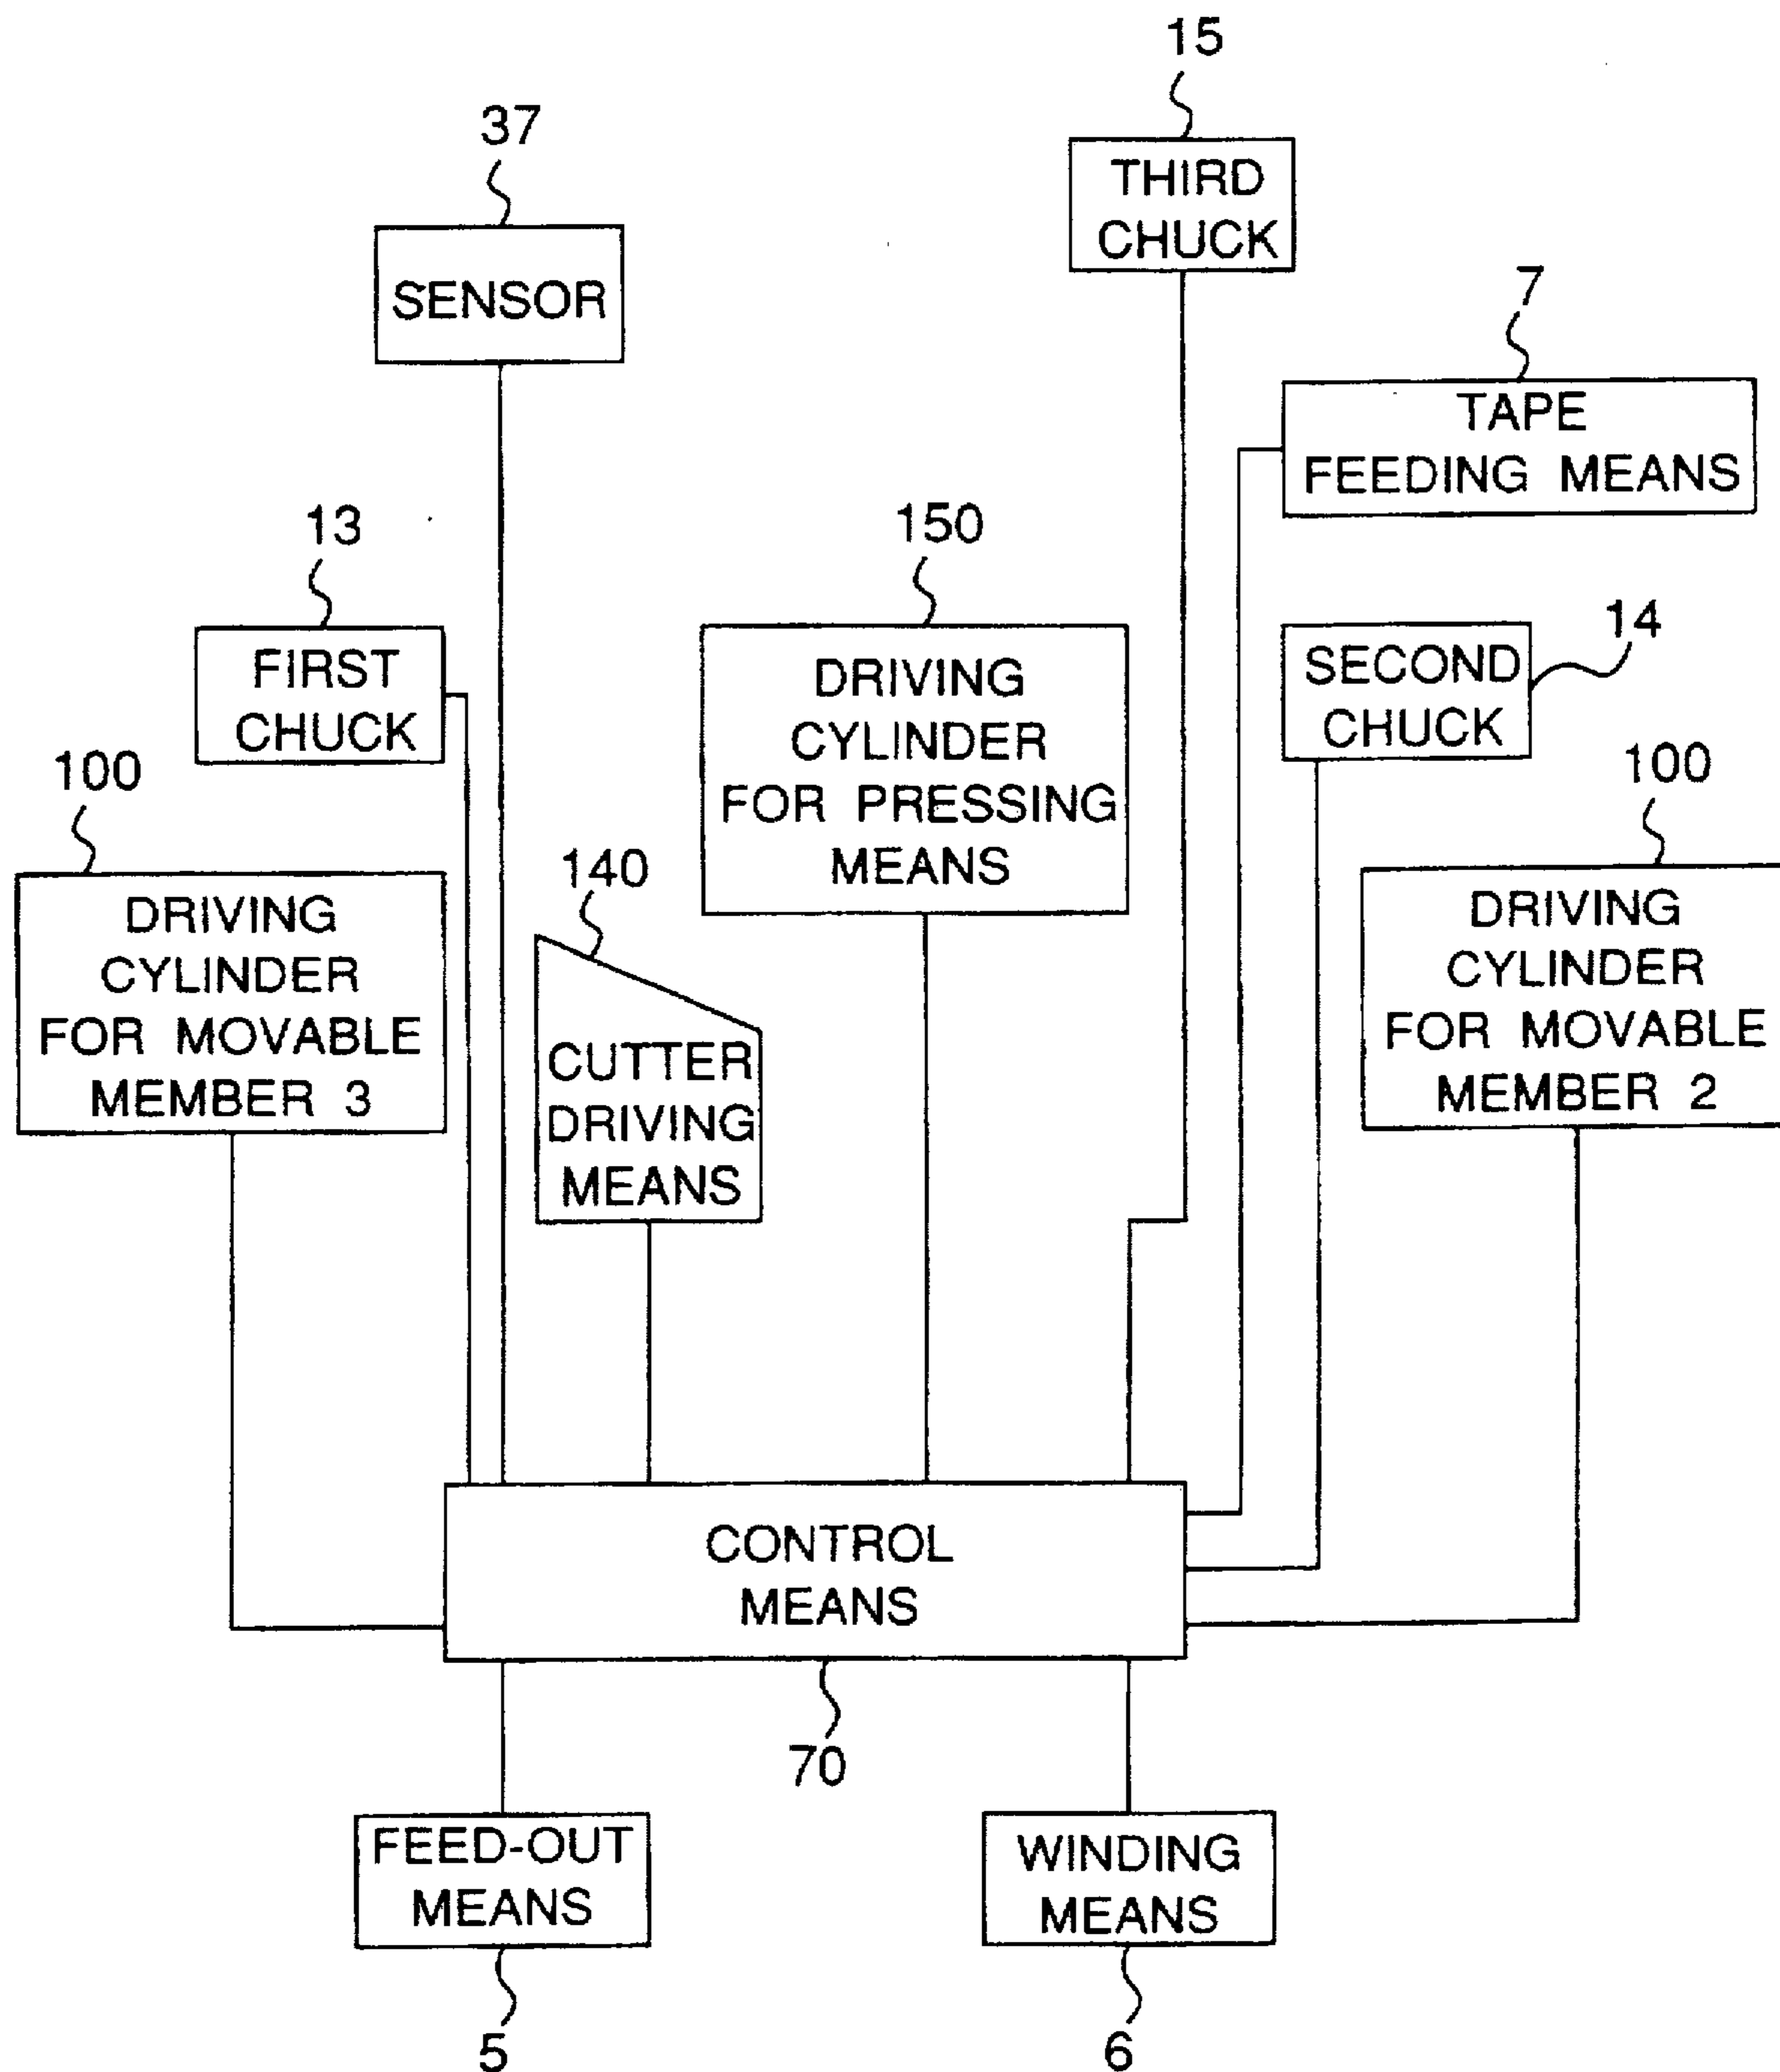 15
37
THIRD
CHUCK
SENSOR
7
TAPE
FEEDING MEANS
13
150
14
FIRST
CHUCK
DRIVING
CYLINDER
FOR PRESSING
MEANS
SECOND
CHUCK
100
100
140
DRIVING
CYLINDER
FOR MOVABLE
MEMBER 3
CUTTER
DRIVING
MEANS
DRIVING
CYLINDER
FOR MOVABLE
MEMBER 2
CONTROL
MEANS
70
FEED-OUT
MEANS
WINDING
MEANS
5
6